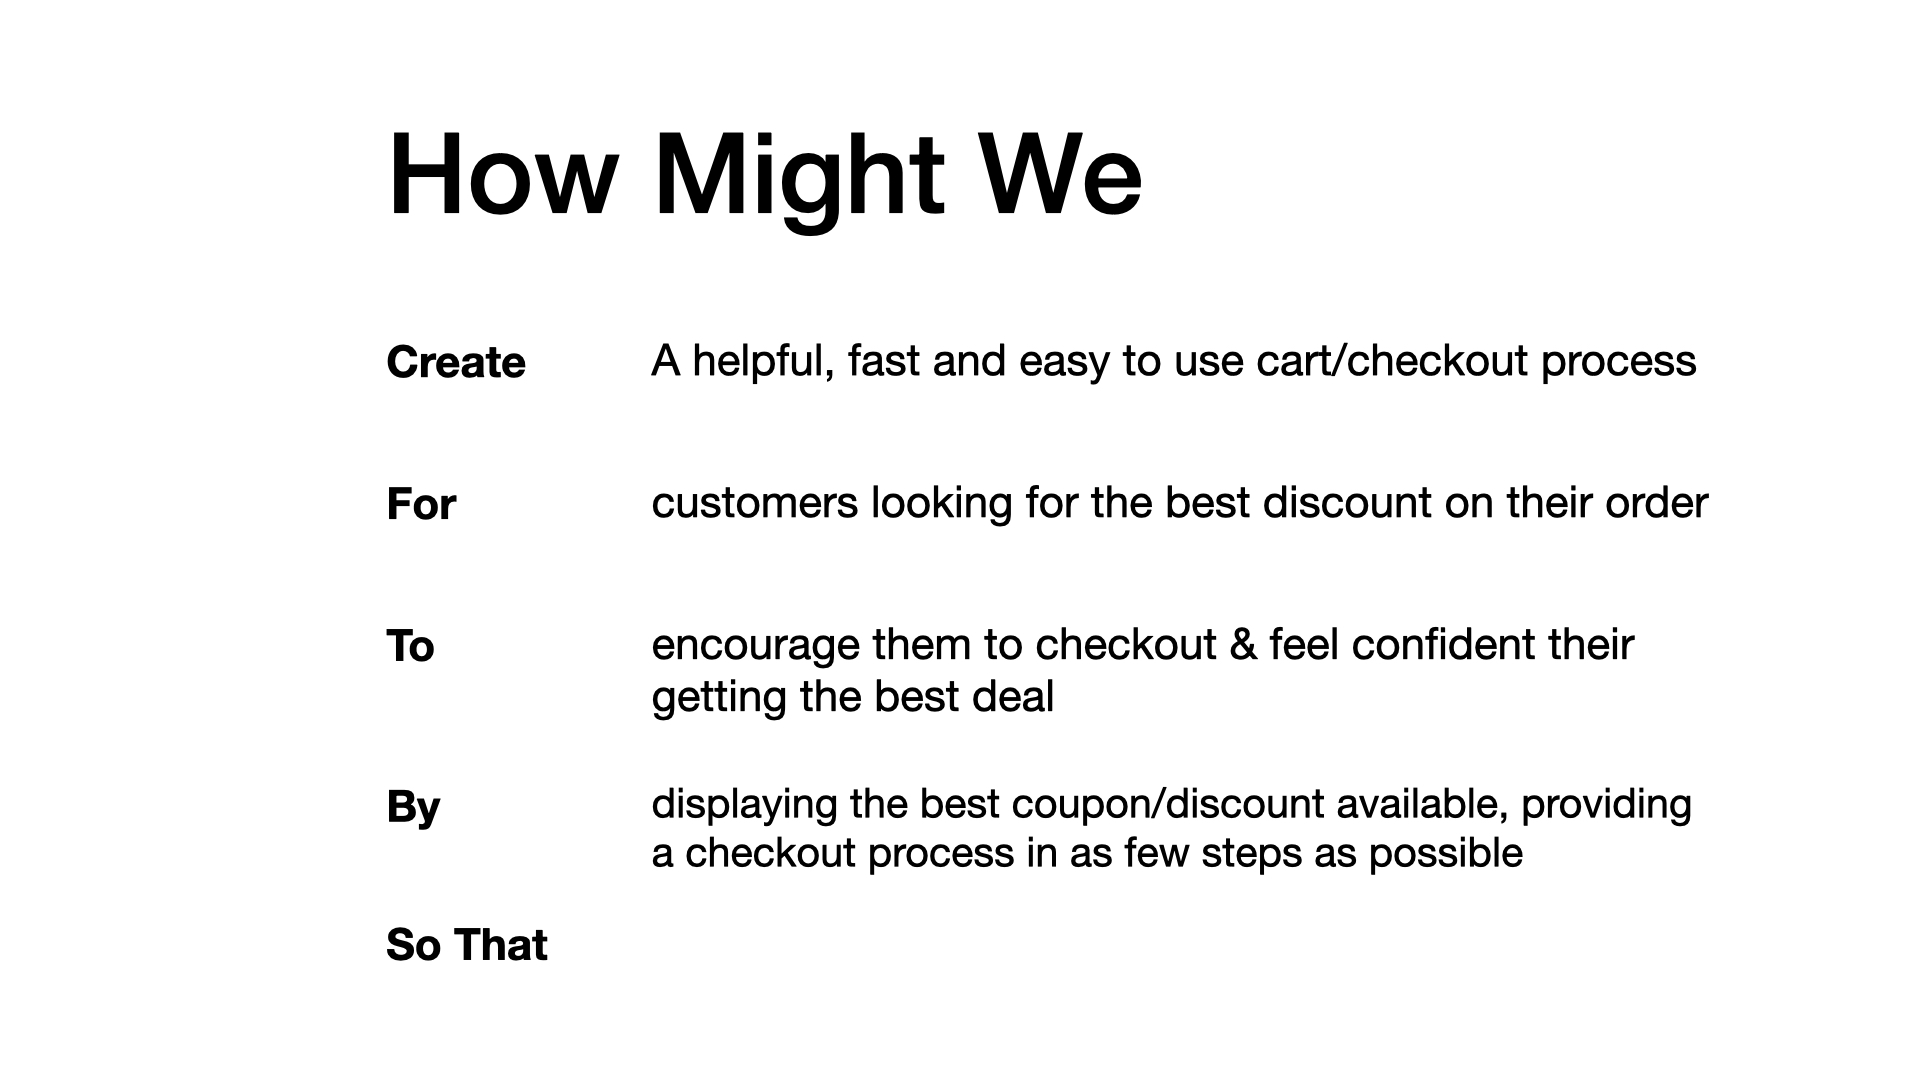 How Might We
Create A helpful, fast and easy to use cart/checkout process
For customers looking for the best discount on their order
To encourage them to checkout & feel confident their
getting the best deal
By displaying the best coupon/discount available, providing
a checkout process in as few steps as possible
So That